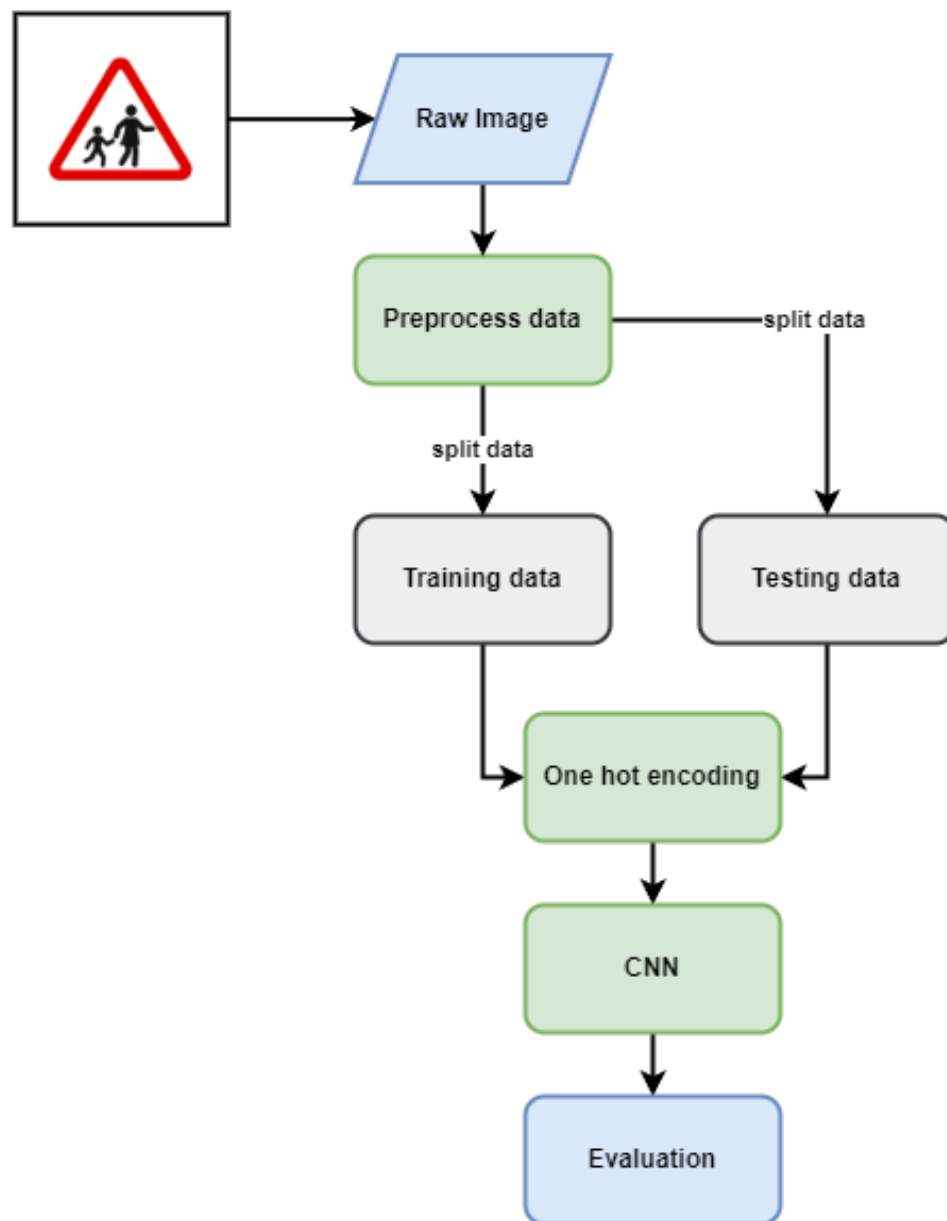 Raw Image
Preprocess data
split data
split data
Training data
Testing data
One hot encoding
CNN
Evaluation